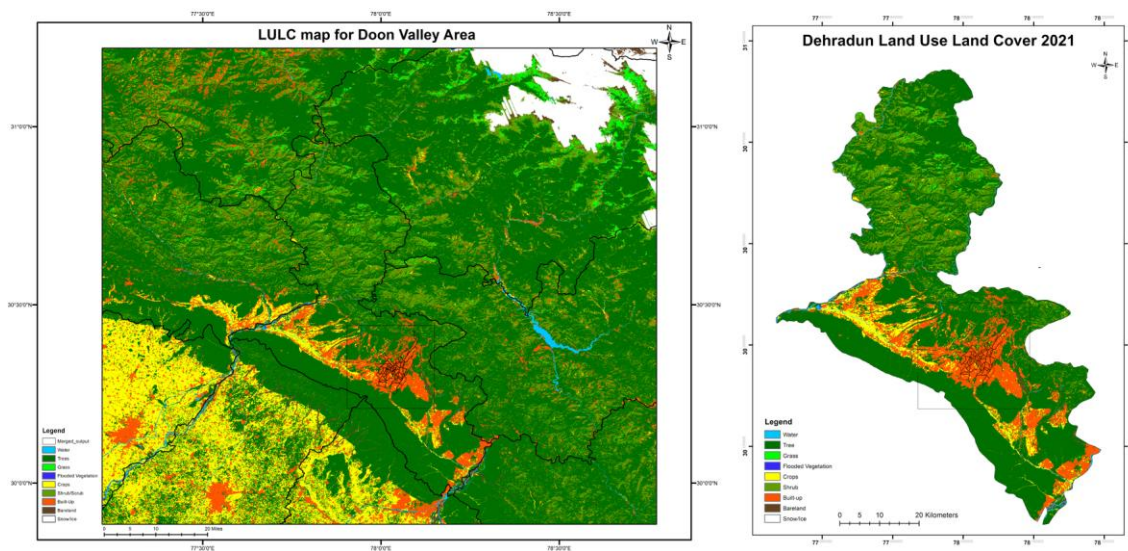 77°30'0"E
78°0'0"E
78°30'0"E
LULC map for Doon Valley Area
N
W E
S
31°0'0"N
31°0'0"N
30°30'0"N
30°30'0"N
30°0'0"N
30°0'0"N
Legend
Merged_output
Water
Trees
Grass
Flooded Vegetation
Crops
Shrub/Scrub
Built-Up
Bareland
Snow/Ice
0 5 10 20 Miles
77°30'0"E
78°0'0"E
78°30'0"E
77
77
78
78
Dehradun Land Use Land Cover 2021
N
W E
S
31
30
30
30
30
Legend
Water
Tree
Grass
Flooded Vegetation
Crops
Shrub
Built-up
Bareland
Snow/Ice
0 5 10 20 Kilometers
77
77
78
78